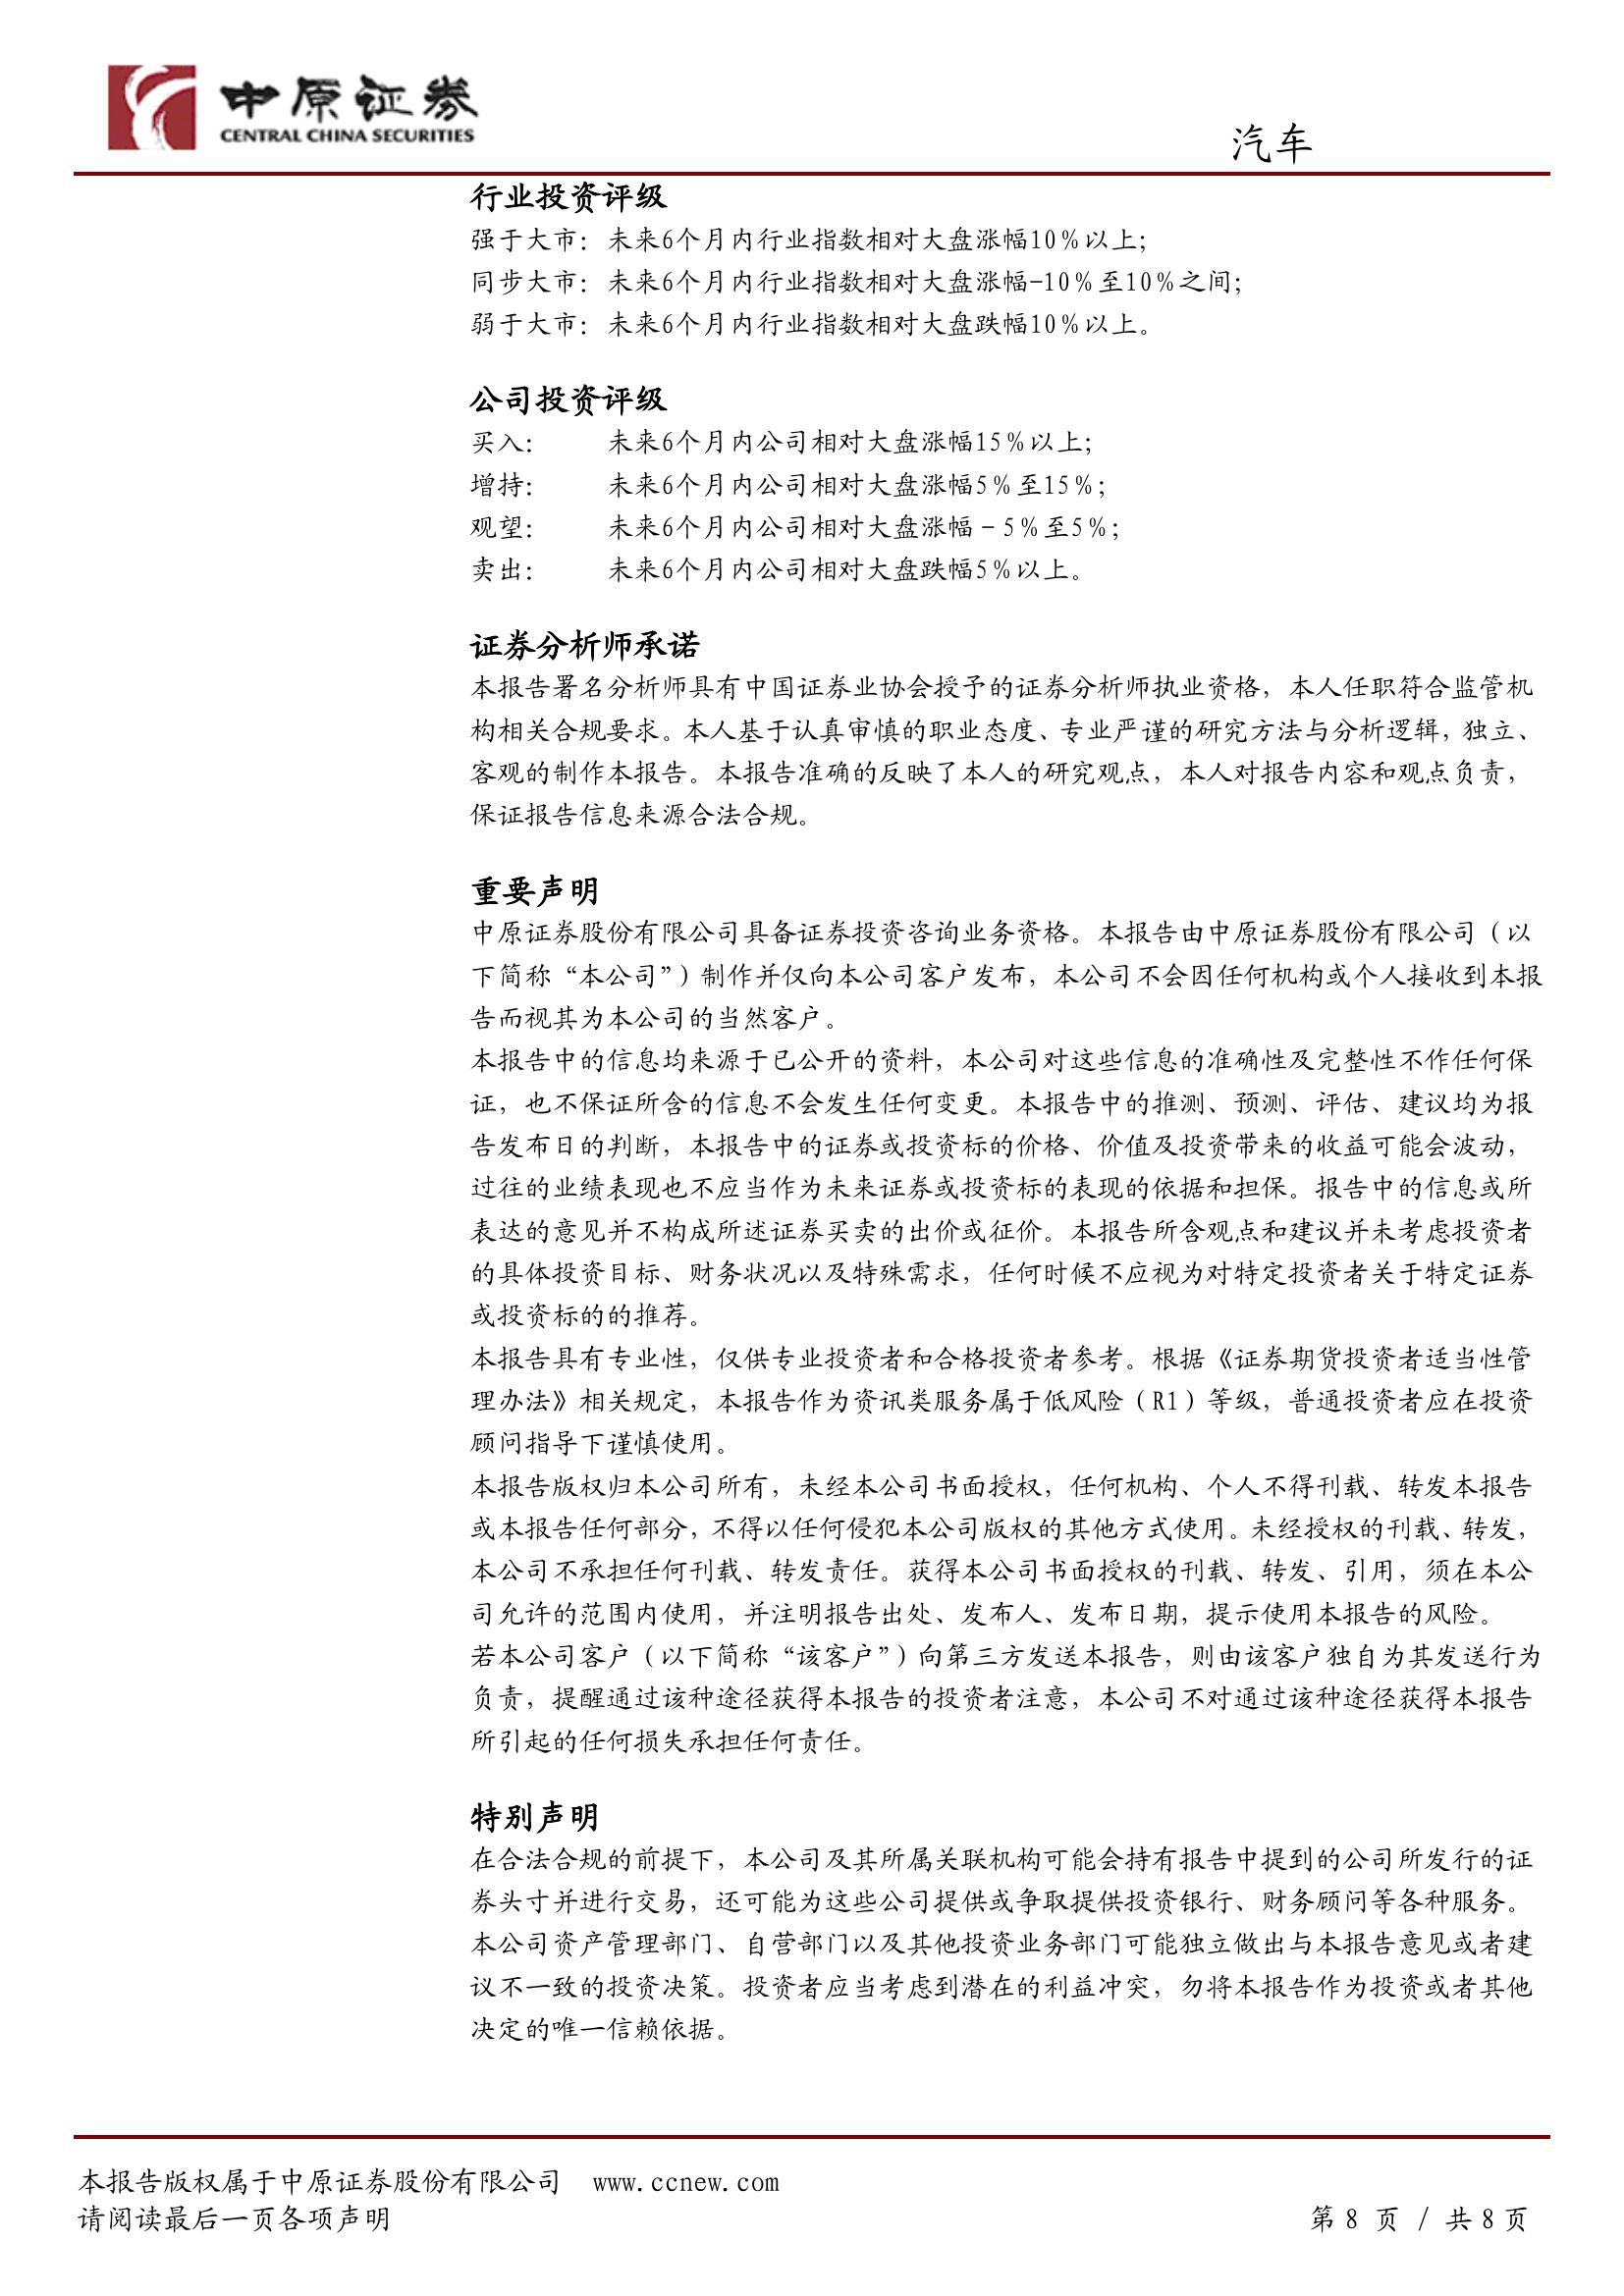 中原证券
CENTRAL CHINA SECURITIES
汽车
行业投资评级
强于大市：未来6个月内行业指数相对大盘涨幅10％以上；
同步大市：未来6个月内行业指数相对大盘涨幅-10％至10％之间；
弱于大市：未来6个月内行业指数相对大盘跌幅10％以上。
公司投资评级
买入： 未来6个月内公司相对大盘涨幅15％以上；
增持： 未来6个月内公司相对大盘涨幅5％至15％；
观望： 未来6个月内公司相对大盘涨幅－5％至5％；
卖出： 未来6个月内公司相对大盘跌幅5％以上。
证券分析师承诺
本报告署名分析师具有中国证券业协会授予的证券分析师执业资格，本人任职符合监管机
构相关合规要求。本人基于认真审慎的职业态度、专业严谨的研究方法与分析逻辑，独立、
客观的制作本报告。本报告准确的反映了本人的研究观点，本人对报告内容和观点负责，
保证报告信息来源合法合规。
重要声明
中原证券股份有限公司具备证券投资咨询业务资格。本报告由中原证券股份有限公司（以
下简称“本公司”）制作并仅向本公司客户发布，本公司不会因任何机构或个人接收到本报
告而视其为本公司的当然客户。
本报告中的信息均来源于已公开的资料，本公司对这些信息的准确性及完整性不作任何保
证，也不保证所含的信息不会发生任何变更。本报告中的推测、预测、评估、建议均为报
告发布日的判断，本报告中的证券或投资标的价格、价值及投资带来的收益可能会波动，
过往的业绩表现也不应当作为未来证券或投资标的表现的依据和担保。报告中的信息或所
表达的意见并不构成所述证券买卖的出价或征价。本报告所含观点和建议并未考虑投资者
的具体投资目标、财务状况以及特殊需求，任何时候不应视为对特定投资者关于特定证券
或投资标的的推荐。
本报告具有专业性，仅供专业投资者和合格投资者参考。根据《证券期货投资者适当性管
理办法》相关规定，本报告作为资讯类服务属于低风险（R1）等级，普通投资者应在投资
顾问指导下谨慎使用。
本报告版权归本公司所有，未经本公司书面授权，任何机构、个人不得刊载、转发本报告
或本报告任何部分，不得以任何侵犯本公司版权的其他方式使用。未经授权的刊载、转发，
本公司不承担任何刊载、转发责任。获得本公司书面授权的刊载、转发、引用，须在本公
司允许的范围内使用，并注明报告出处、发布人、发布日期，提示使用本报告的风险。
若本公司客户（以下简称“该客户”）向第三方发送本报告，则由该客户独自为其发送行为
负责，提醒通过该种途径获得本报告的投资者注意，本公司不对通过该种途径获得本报告
所引起的任何损失承担任何责任。
特别声明
在合法合规的前提下，本公司及其所属关联机构可能会持有报告中提到的公司所发行的证
券头寸并进行交易，还可能为这些公司提供或争取提供投资银行、财务顾问等各种服务。
本公司资产管理部门、自营部门以及其他投资业务部门可能独立做出与本报告意见或者建
议不一致的投资决策。投资者应当考虑到潜在的利益冲突，勿将本报告作为投资或者其他
决定的唯一信赖依据。
本报告版权属于中原证券股份有限公司 www.ccnew.com
请阅读最后一页各项声明
第 8 页 / 共 8 页